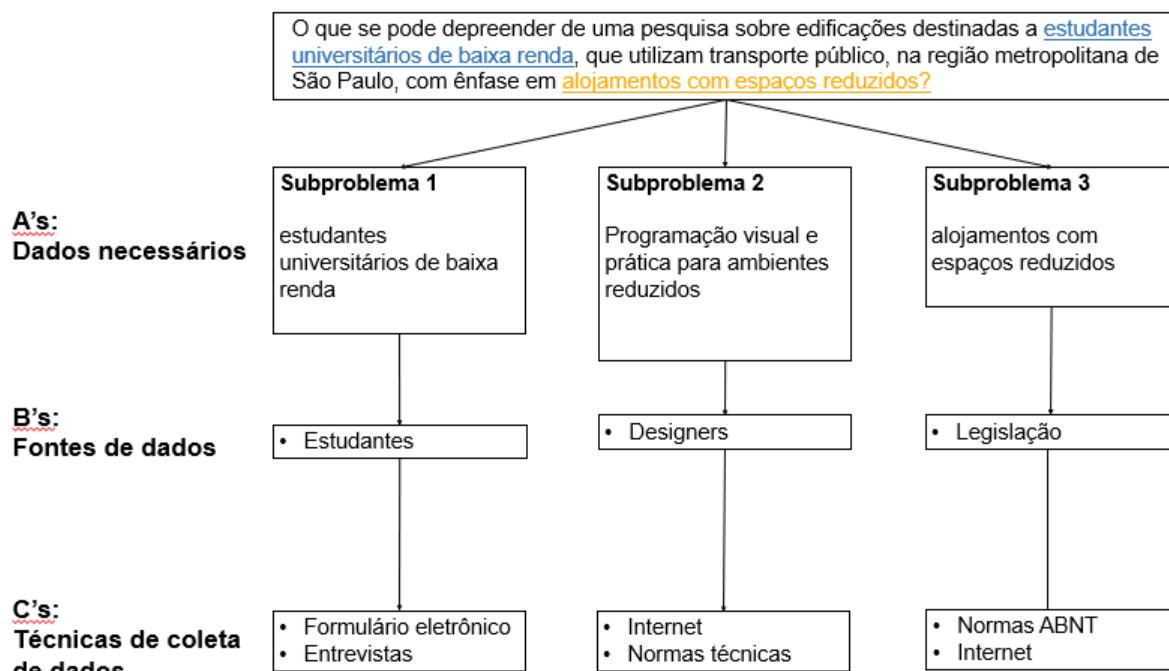 O que se pode depreender de uma pesquisa sobre edificações destinadas a estudantes
universitários de baixa renda, que utilizam transporte público, na região metropolitana de
São Paulo, com ênfase em alojamentos com espaços reduzidos?
A's:
Dados necessários
Subproblema 1
estudantes
universitários de baixa
renda
Subproblema 2
Programação visual e
prática para ambientes
reduzidos
Subproblema 3
alojamentos com
espaços reduzidos
B's:
Fontes de dados
• Estudantes
• Designers
• Legislação
C's:
Técnicas de coleta
de dados
• Formulário eletrônico
• Entrevistas
• Internet
• Normas técnicas
• Normas ABNT
• Internet